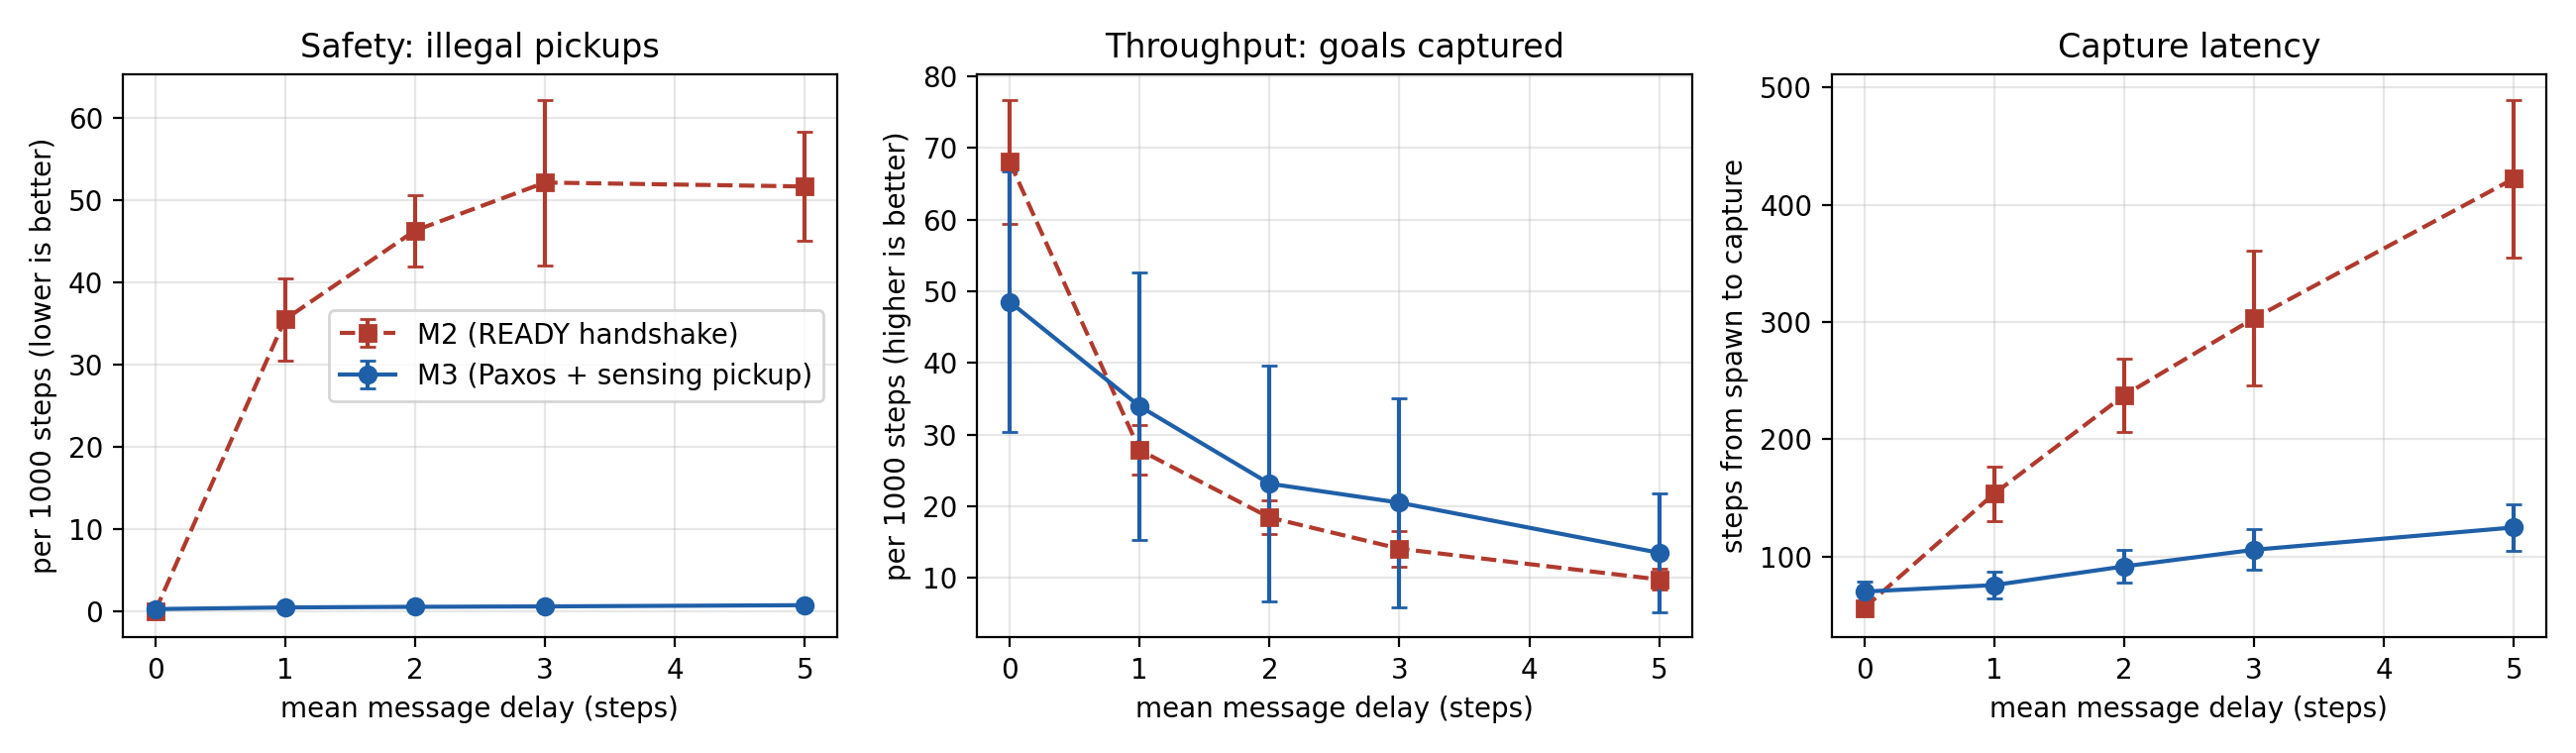 Safety: illegal pickups
per 1000 steps (lower is better)
60
50
40
30
20
10
0
M2 (READY handshake)
M3 (Paxos + sensing pickup)
0 1 2 3 4 5
mean message delay (steps)
Throughput: goals captured
per 1000 steps (higher is better)
80
70
60
50
40
30
20
10
0 1 2 3 4 5
mean message delay (steps)
Capture latency
steps from spawn to capture
500
400
300
200
100
0 1 2 3 4 5
mean message delay (steps)